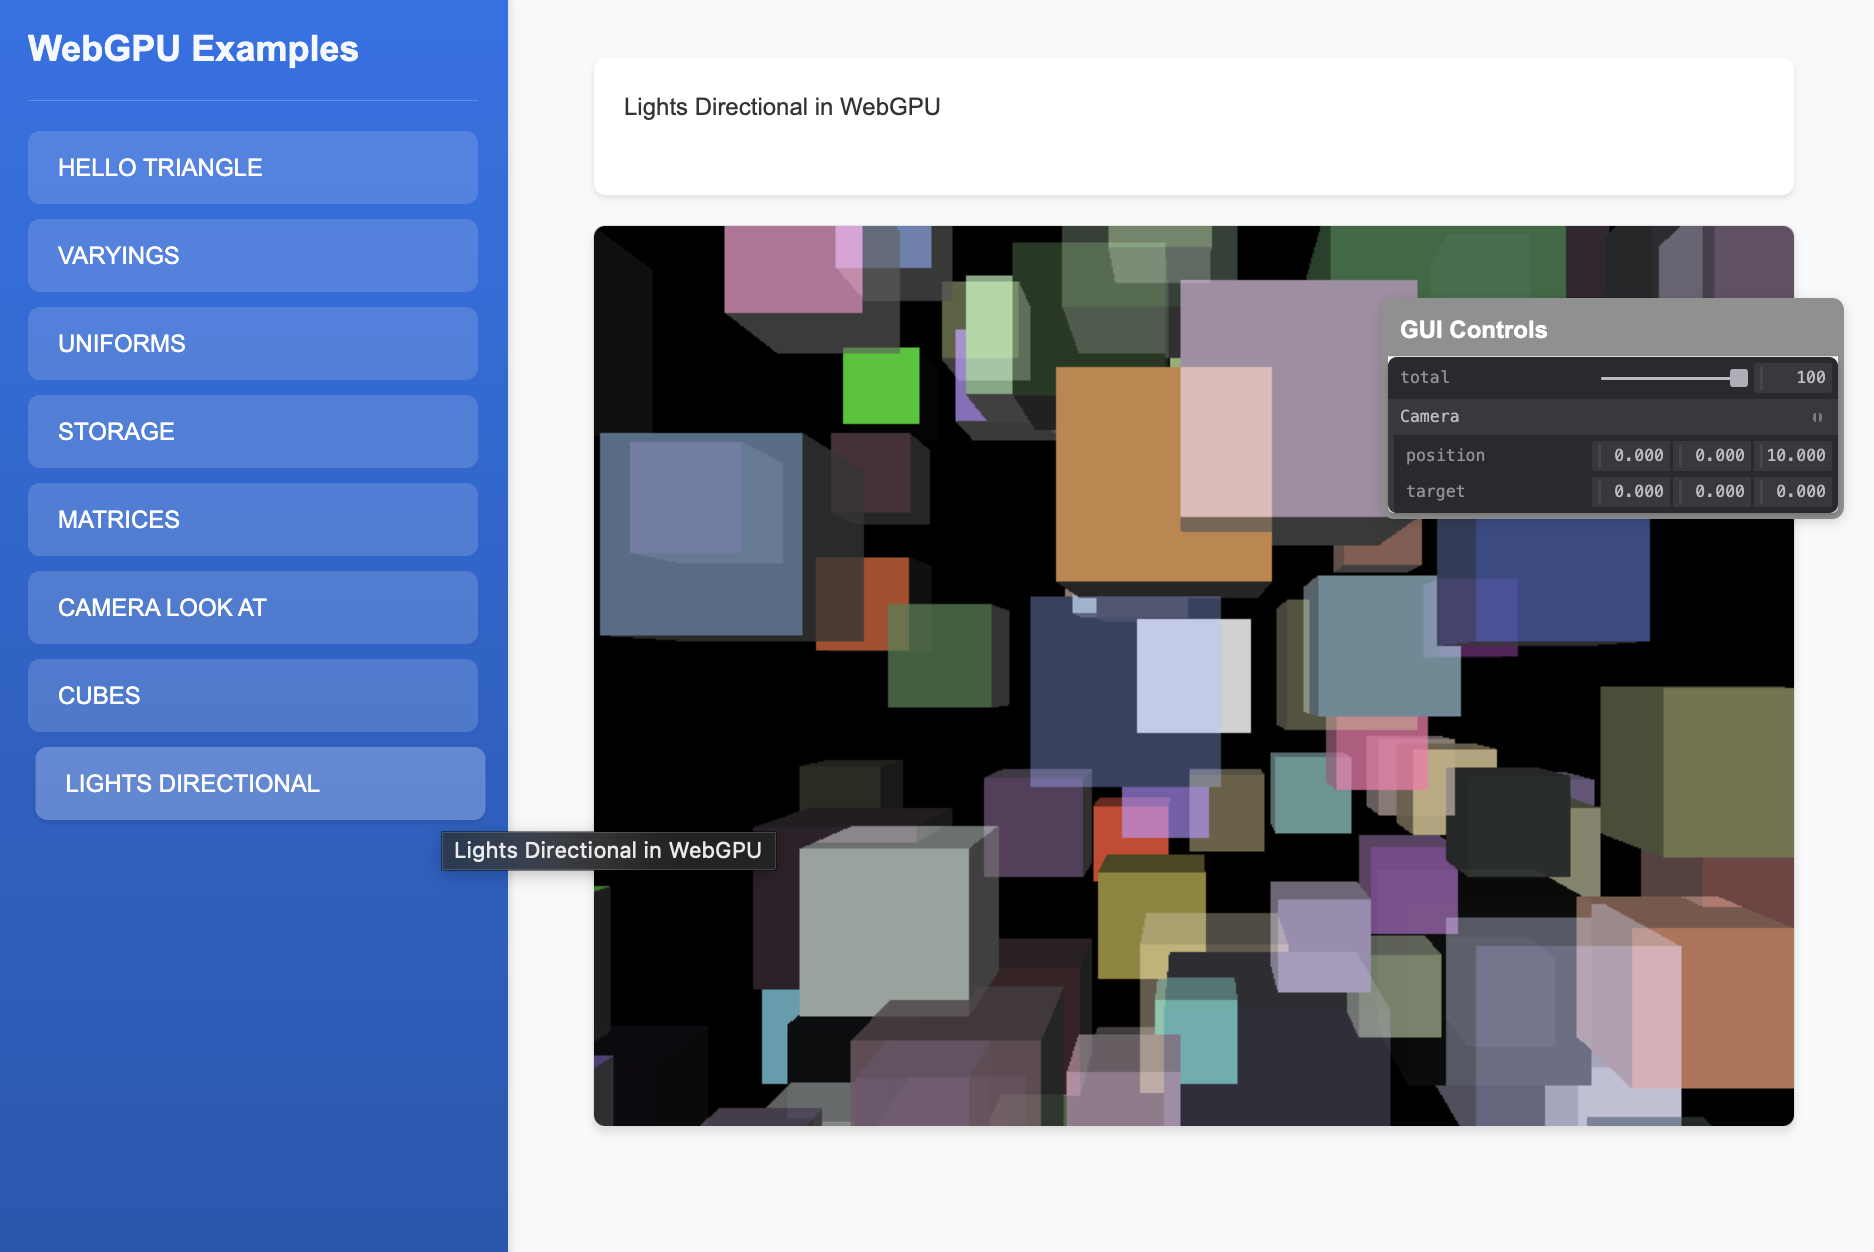 WebGPU Examples
HELLO TRIANGLE
VARYINGS
UNIFORMS
STORAGE
MATRICES
CAMERA LOOK AT
CUBES
LIGHTS DIRECTIONAL
Lights Directional in WebGPU
Lights Directional in WebGPU
GUI Controls
total 100
Camera
position 0.000 0.000 10.000
target 0.000 0.000 0.000